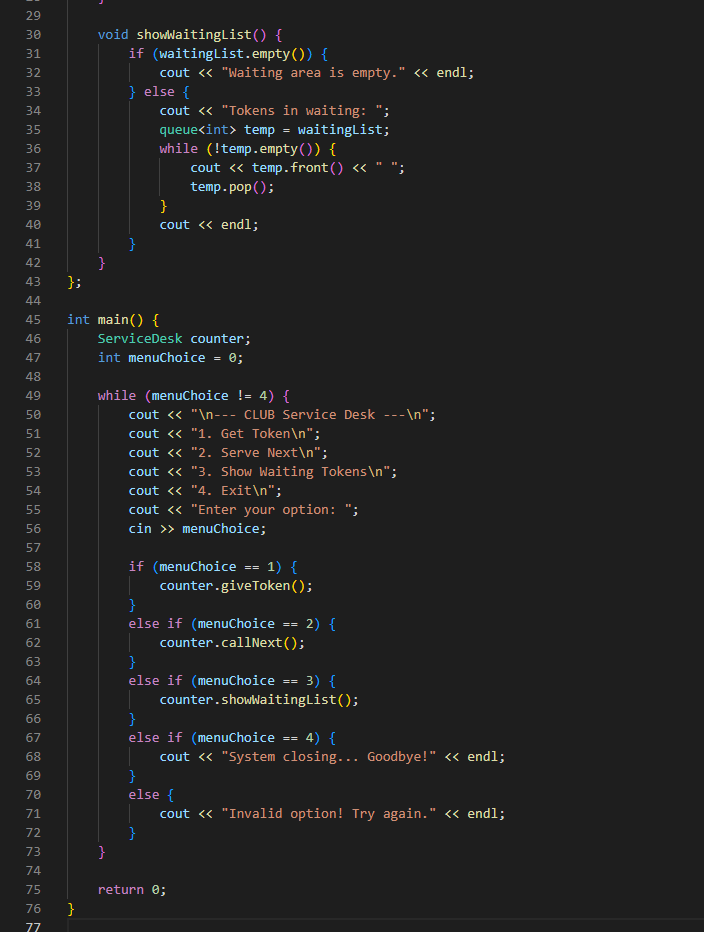 29
30 void showWaitingList() {
31 if (waitingList.empty()) {
32 cout << "Waiting area is empty." << endl;
33 } else {
34 cout << "Tokens in waiting: ";
35 queue<int> temp = waitingList;
36 while (!temp.empty()) {
37 cout << temp.front() << " ";
38 temp.pop();
39 }
40 cout << endl;
41 }
42 }
43 };
44
45 int main() {
46 ServiceDesk counter;
47 int menuChoice = 0;
48
49 while (menuChoice != 4) {
50 cout << "\n--- CLUB Service Desk ---\n";
51 cout << "1. Get Token\n";
52 cout << "2. Serve Next\n";
53 cout << "3. Show Waiting Tokens\n";
54 cout << "4. Exit\n";
55 cout << "Enter your option: ";
56 cin >> menuChoice;
57
58 if (menuChoice == 1) {
59 counter.giveToken();
60 }
61 else if (menuChoice == 2) {
62 counter.callNext();
63 }
64 else if (menuChoice == 3) {
65 counter.showWaitingList();
66 }
67 else if (menuChoice == 4) {
68 cout << "System closing... Goodbye!" << endl;
69 }
70 else {
71 cout << "Invalid option! Try again." << endl;
72 }
73 }
74
75 return 0;
76 }
77